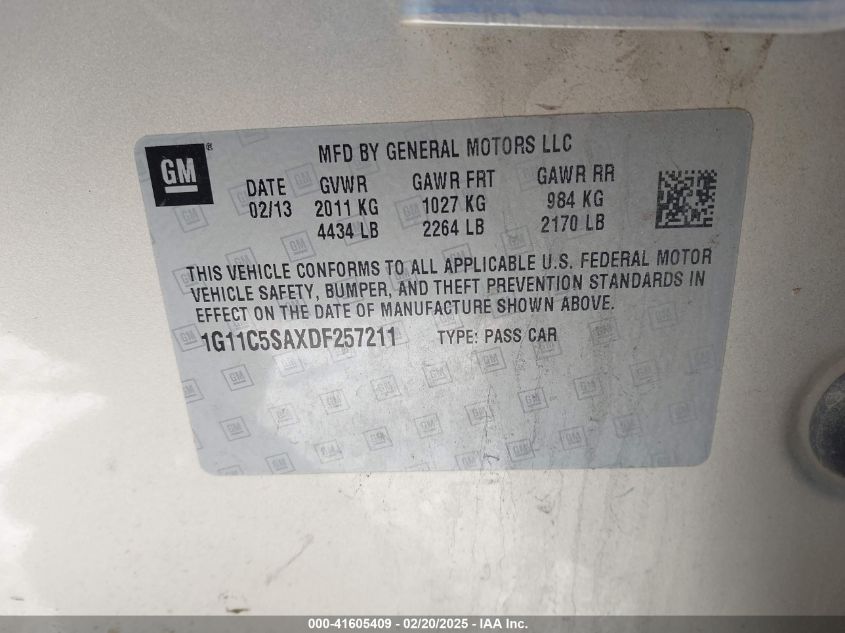 GM
MFD BY GENERAL MOTORS LLC
DATE GVWR GAWR FRT GAWR RR
02/13 2011 KG 1027 KG 984 KG
4434 LB 2264 LB 2170 LB
THIS VEHICLE CONFORMS TO ALL APPLICABLE U.S. FEDERAL MOTOR
VEHICLE SAFETY, BUMPER, AND THEFT PREVENTION STANDARDS IN
EFFECT ON THE DATE OF MANUFACTURE SHOWN ABOVE.
1G11C5SAXDF257211 TYPE: PASS CAR
000-41605409 - 02/20/2025 - IAA Inc.